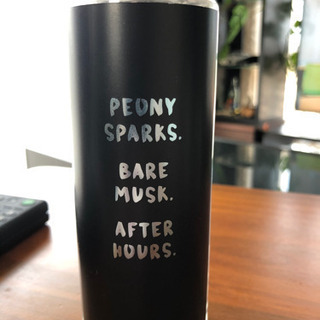 PEONY
SPARKS.
BARE
MUSK.
AFTER
HOURS.